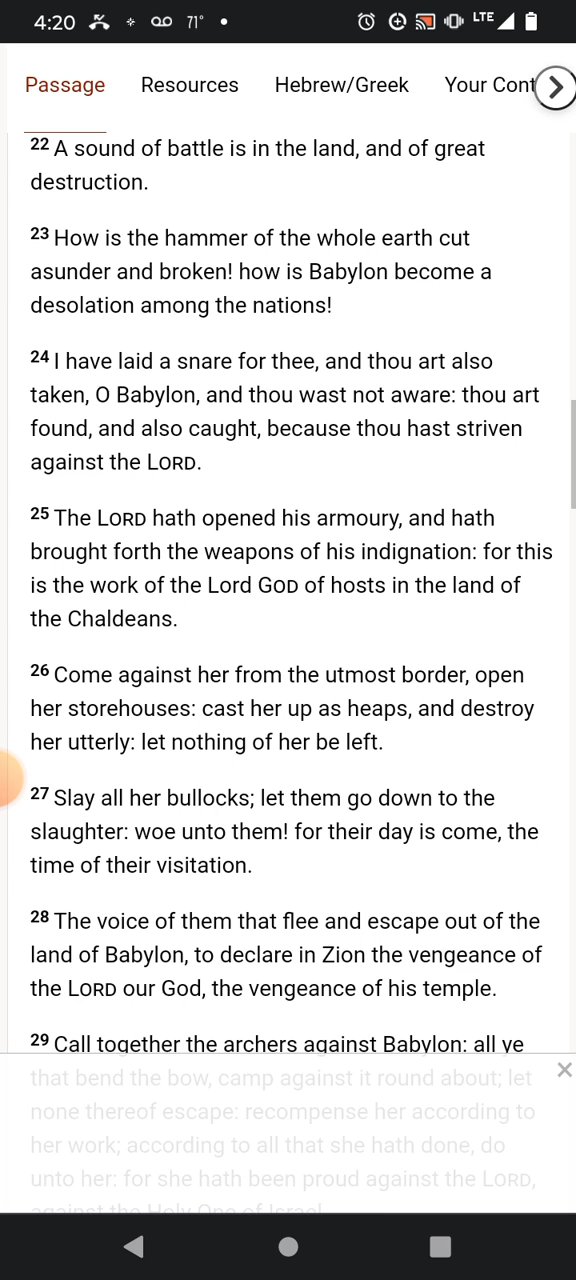 4:20 71°
LTE
Passage Resources Hebrew/Greek Your Cont
22 A sound of battle is in the land, and of great
destruction.
23 How is the hammer of the whole earth cut
asunder and broken! how is Babylon become a
desolation among the nations!
24 I have laid a snare for thee, and thou art also
taken, O Babylon, and thou wast not aware: thou art
found, and also caught, because thou hast striven
against the LORD.
25 The LORD hath opened his armoury, and hath
brought forth the weapons of his indignation: for this
is the work of the Lord GOD of hosts in the land of
the Chaldeans.
26 Come against her from the utmost border, open
her storehouses: cast her up as heaps, and destroy
her utterly: let nothing of her be left.
27 Slay all her bullocks; let them go down to the
slaughter: woe unto them! for their day is come, the
time of their visitation.
28 The voice of them that flee and escape out of the
land of Babylon, to declare in Zion the vengeance of
the LORD our God, the vengeance of his temple.
29 Call together the archers against Babylon: all ye
that bend the bow, camp against it round about; let
none thereof escape: recompense her according to
her work; according to all that she hath done, do
unto her: for she hath been proud against the LORD,
against the Holy One of Israel